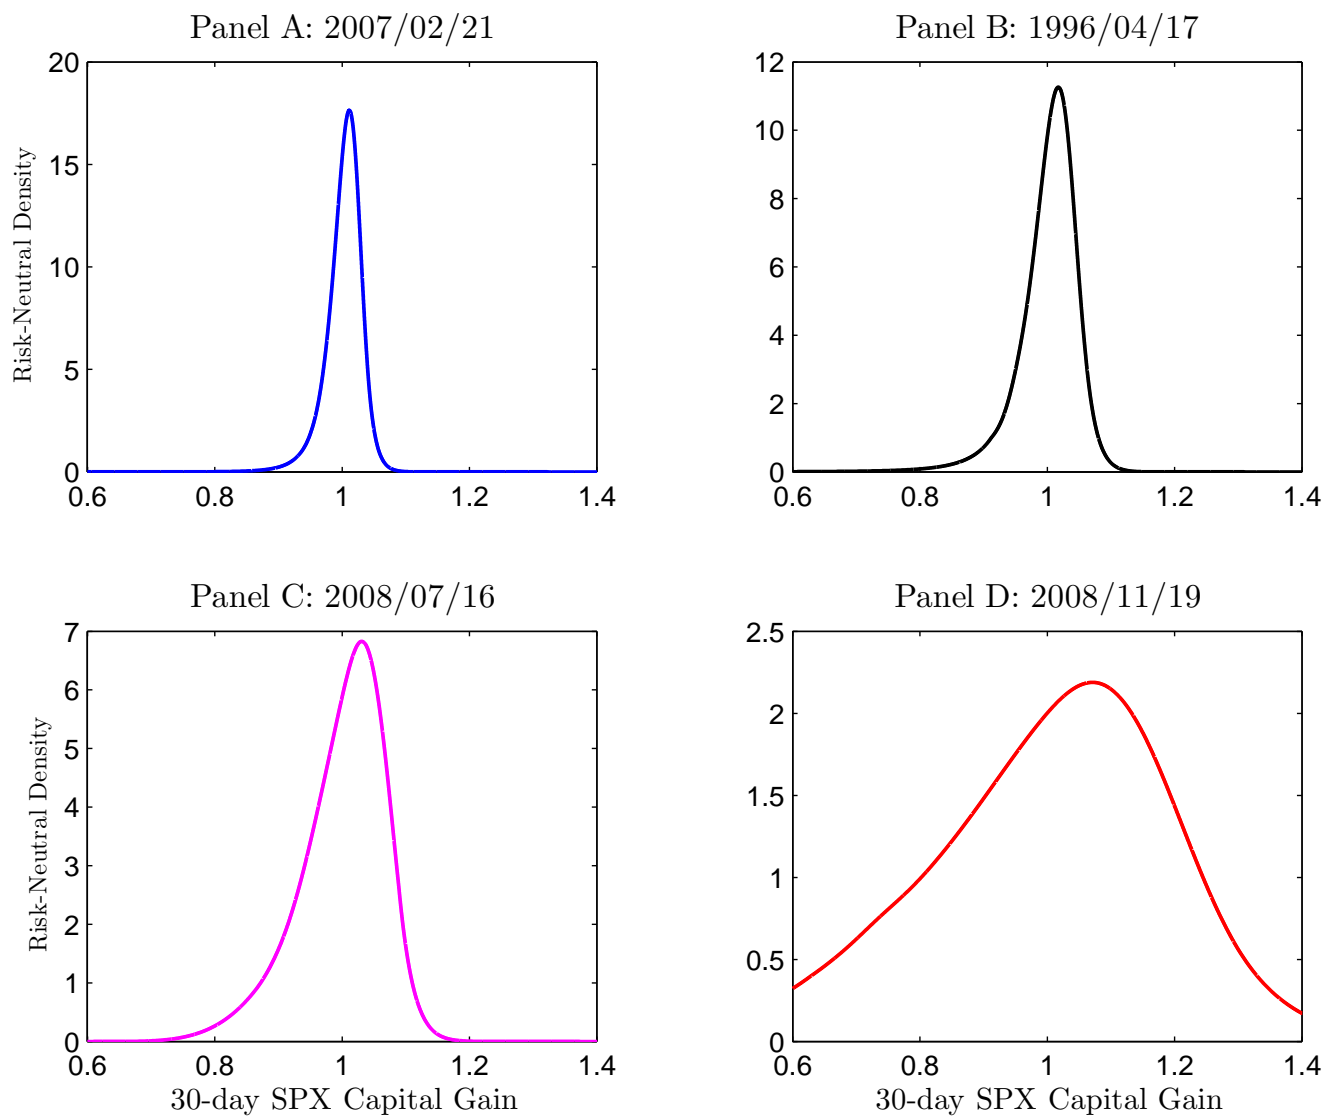 Panel A: 2007/02/21
Risk-Neutral Density
20
15
10
5
0
0.6 0.8 1 1.2 1.4
Panel B: 1996/04/17
12
10
8
6
4
2
0
0.6 0.8 1 1.2 1.4
Panel C: 2008/07/16
Risk-Neutral Density
7
6
5
4
3
2
1
0
0.6 0.8 1 1.2 1.4
30-day SPX Capital Gain
Panel D: 2008/11/19
2.5
2
1.5
1
0.5
0
0.6 0.8 1 1.2 1.4
30-day SPX Capital Gain